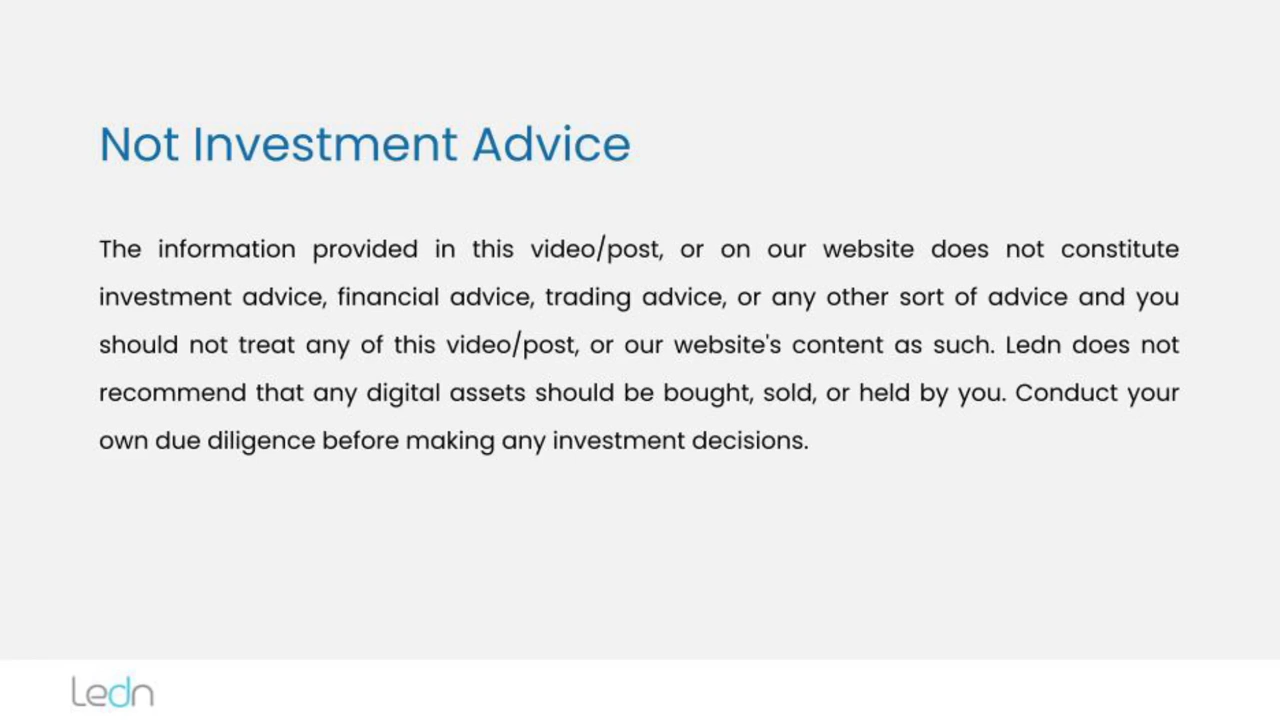 Not Investment Advice
The information provided in this video/post, or on our website does not constitute
investment advice, financial advice, trading advice, or any other sort of advice and you
should not treat any of this video/post, or our website's content as such. Ledn does not
recommend that any digital assets should be bought, sold, or held by you. Conduct your
own due diligence before making any investment decisions.
Ledn